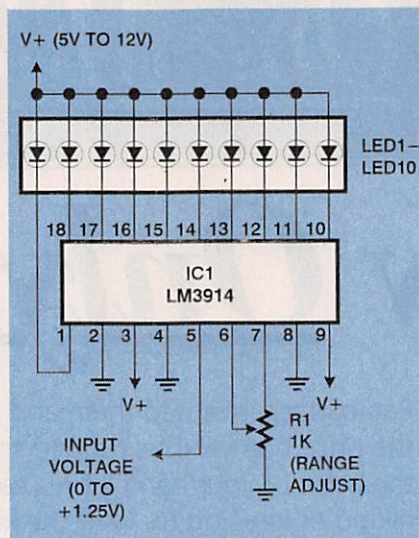 V+ (5V TO 12V)
LED1–
LED10
18 17 16 15 14 13 12 11 10
IC1
LM3914
1 2 3 4 5 6 7 8 9
V+
V+
R1
1K
(RANGE
ADJUST)
INPUT
VOLTAGE
(0 TO
+1.25V)